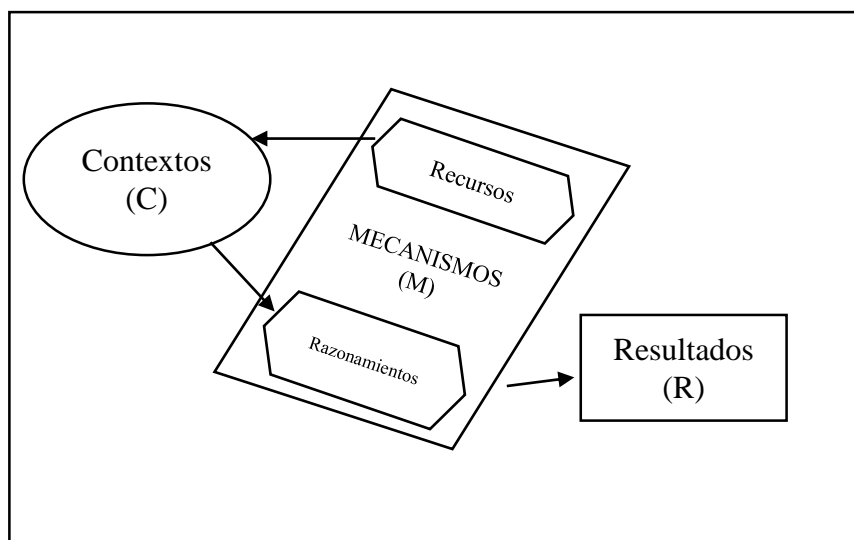 Contextos
(C)
Recursos
MECANISMOS
(M)
Razonamientos
Resultados
(R)